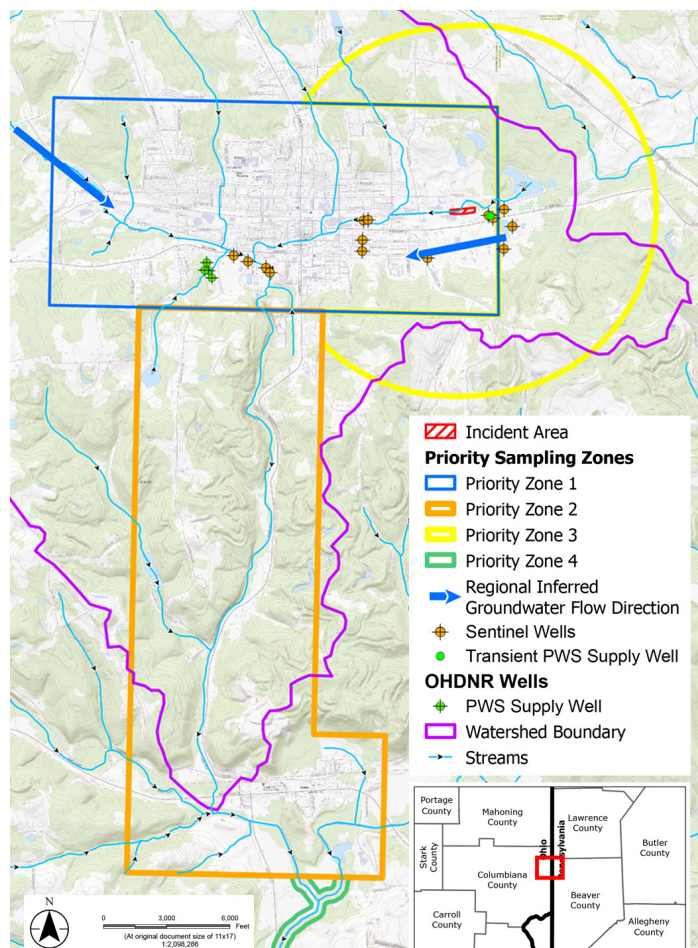 Incident Area
Priority Sampling Zones
Priority Zone 1
Priority Zone 2
Priority Zone 3
Priority Zone 4
Regional Inferred
Groundwater Flow Direction
Sentinel Wells
Transient PWS Supply Well
OHDNR Wells
PWS Supply Well
Watershed Boundary
Streams
Portage
County
Mahoning
County
Lawrence
County
Butler
County
Stark
County
Ohio
Pennsylvania
Columbiana
County
Beaver
County
Carroll
County
Allegheny
County
N
0 3,000 6,000
Feet
(At original document size of 11x17)
1:2,098,286